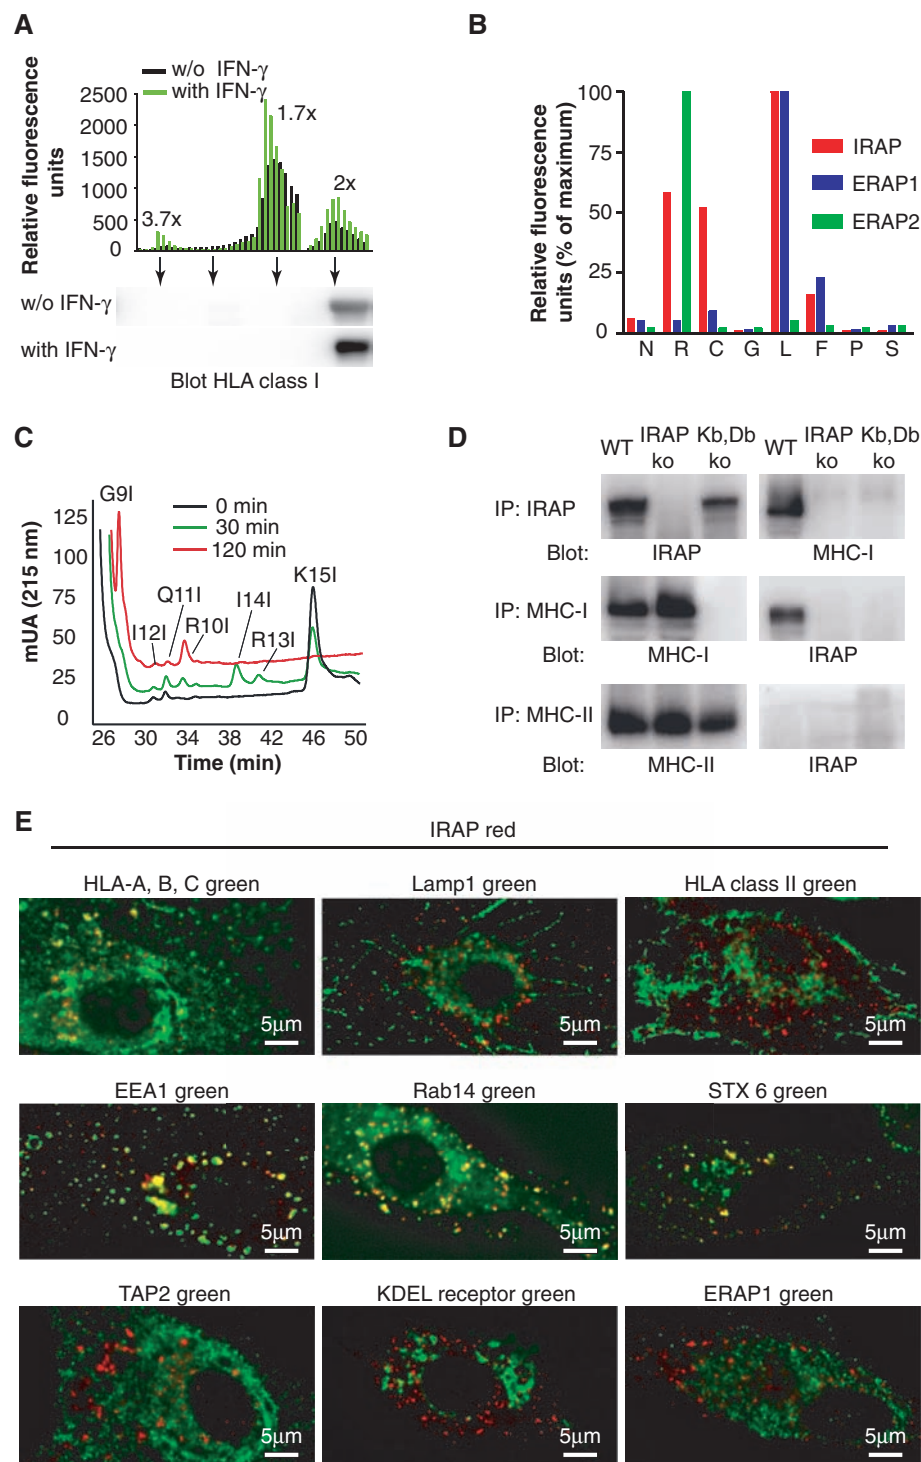 A
w/o IFN-γ
with IFN-γ
Relative fluorescence
units
2500
2000
1500
1000
500
0
3.7x
1.7x
2x
w/o IFN-γ
with IFN-γ
Blot HLA class I
B
Relative fluorescence
units (% of maximum)
100
75
50
25
0
IRAP
ERAP1
ERAP2
N R C G L F P S
C
mUA (215 nm)
125
100
75
50
25
0
G9I
0 min
30 min
120 min
I12I
Q11I
R10I
I14I
R13I
K15I
26 30 34 38 42 46 50
Time (min)
D
WT IRAP ko Kb,Db ko WT IRAP ko Kb,Db ko
IP: IRAP
Blot: IRAP MHC-I
IP: MHC-I
Blot: MHC-I IRAP
IP: MHC-II
Blot: MHC-II IRAP
E
IRAP red
HLA-A, B, C green Lamp1 green HLA class II green
5µm 5µm 5µm
EEA1 green Rab14 green STX 6 green
5µm 5µm 5µm
TAP2 green KDEL receptor green ERAP1 green
5µm 5µm 5µm